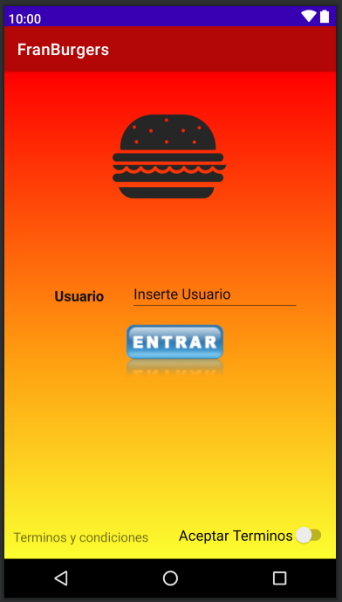 10:00
FranBurgers
Usuario Inserte Usuario
ENTRAR
Terminos y condiciones Aceptar Terminos